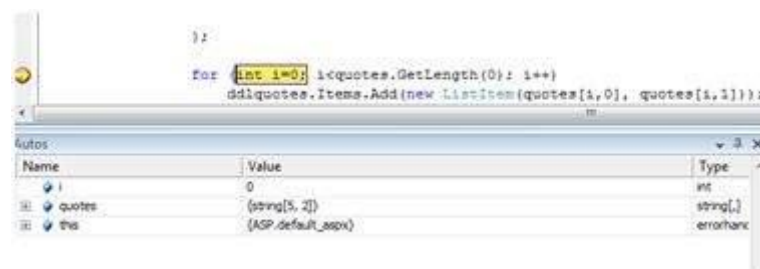 };
for (int i=0; i<quotes.GetLength(0); i++)
ddlquotes.Items.Add(new ListItem(quotes[i,0], quotes[i,1]));
Autos
Name Value Type
i 0 int
quotes {string[5, 2]} string[,]
this {ASP.default_aspx} errorhanc